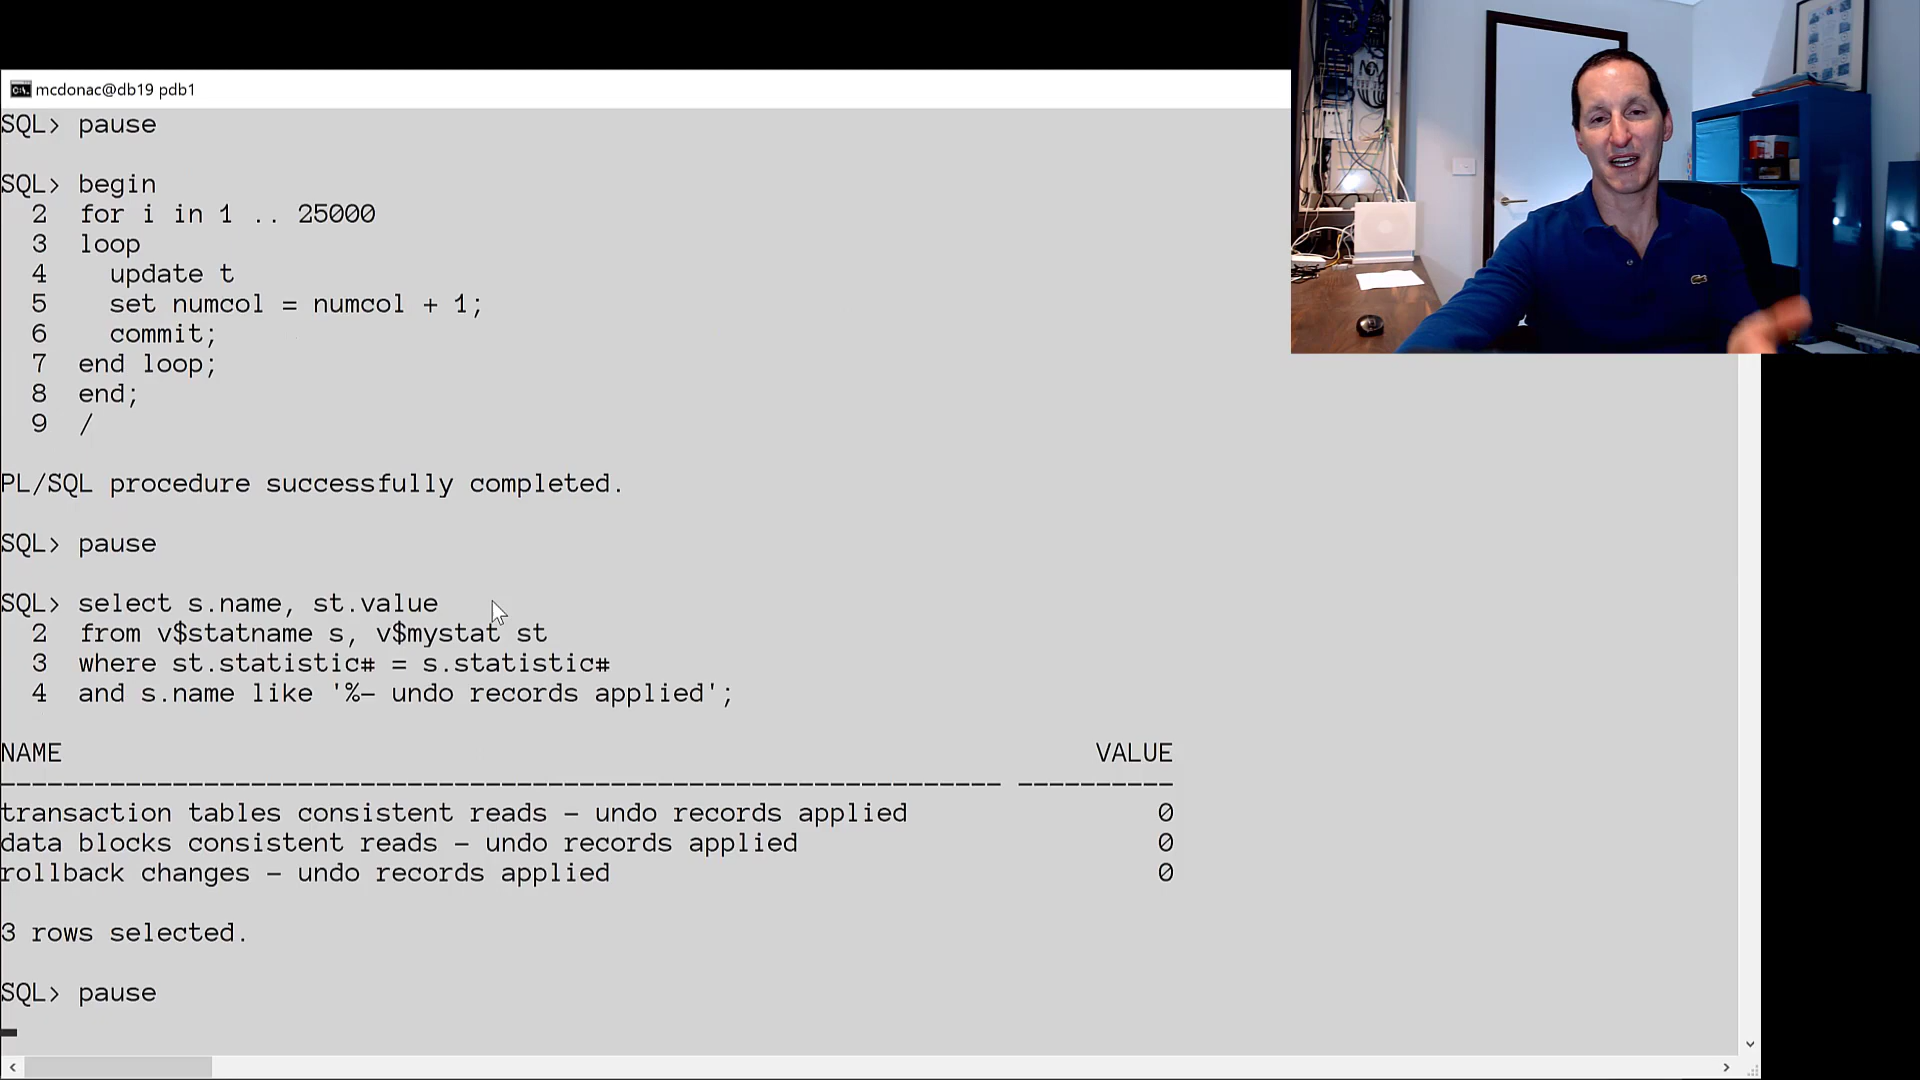 mcdonac@db19 pdb1
SQL> pause
SQL> begin
2 for i in 1 .. 25000
3 loop
4 update t
5 set numcol = numcol + 1;
6 commit;
7 end loop;
8 end;
9 /
PL/SQL procedure successfully completed.
SQL> pause
SQL> select s.name, st.value
2 from v$statname s, v$mystat st
3 where st.statistic# = s.statistic#
4 and s.name like '%- undo records applied';
NAME VALUE
---------------------------------------------------------------- ----------
transaction tables consistent reads - undo records applied 0
data blocks consistent reads - undo records applied 0
rollback changes - undo records applied 0
3 rows selected.
SQL> pause